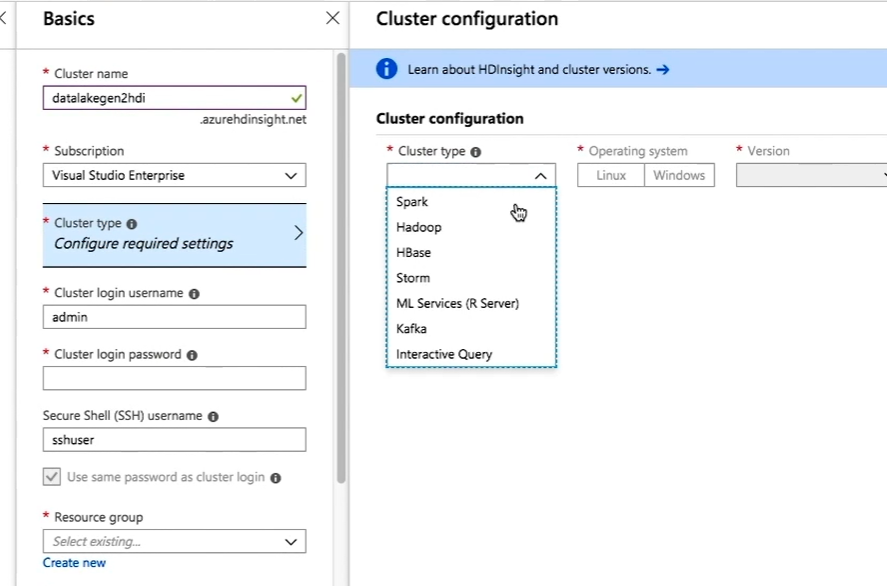 Basics
* Cluster name
datalakegen2hdi
.azurehdinsight.net
* Subscription
Visual Studio Enterprise
* Cluster type
Configure required settings
* Cluster login username
admin
* Cluster login password
Secure Shell (SSH) username
sshuser
Use same password as cluster login
* Resource group
Select existing...
Create new
Cluster configuration
Learn about HDInsight and cluster versions. →
Cluster configuration
* Cluster type
* Operating system
* Version
Linux Windows
Spark
Hadoop
HBase
Storm
ML Services (R Server)
Kafka
Interactive Query